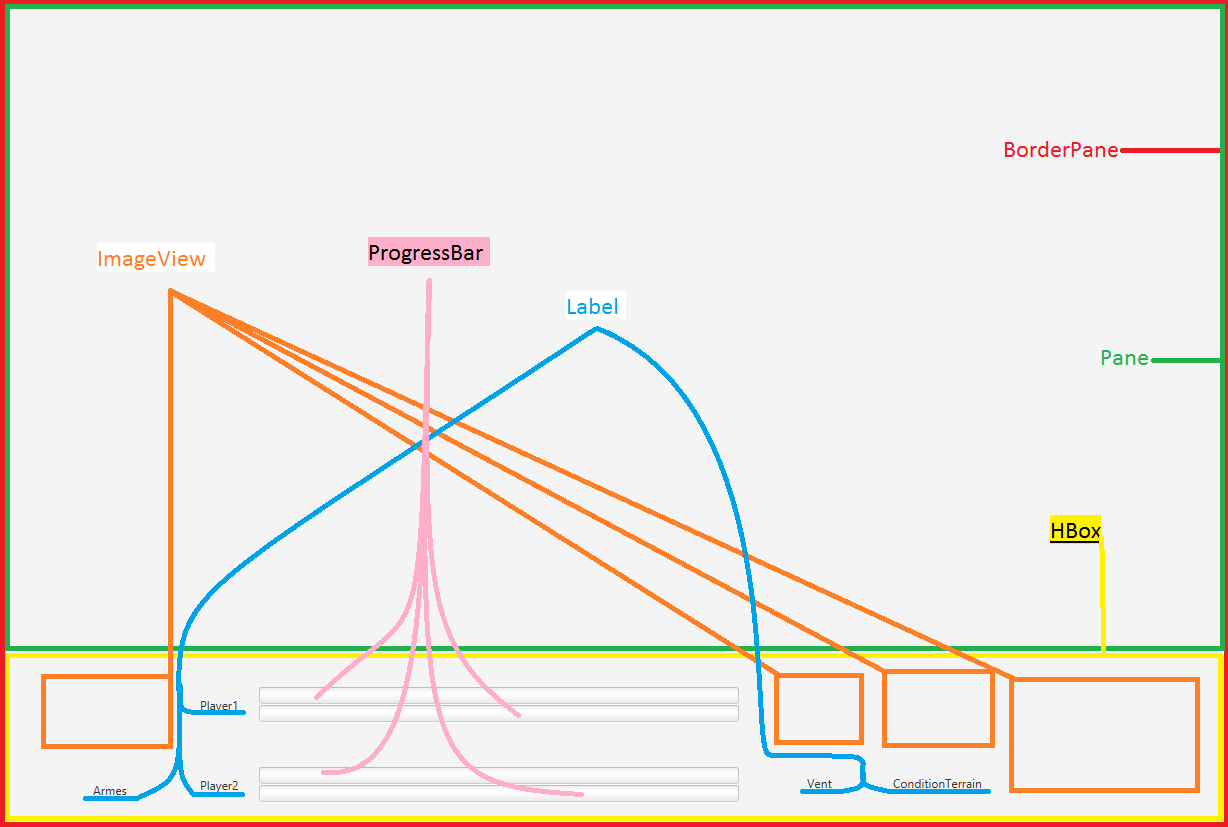 BorderPane
ImageView
ProgressBar
Label
Pane
HBox
Player1
Player2
Armes
Vent
ConditionTerrain